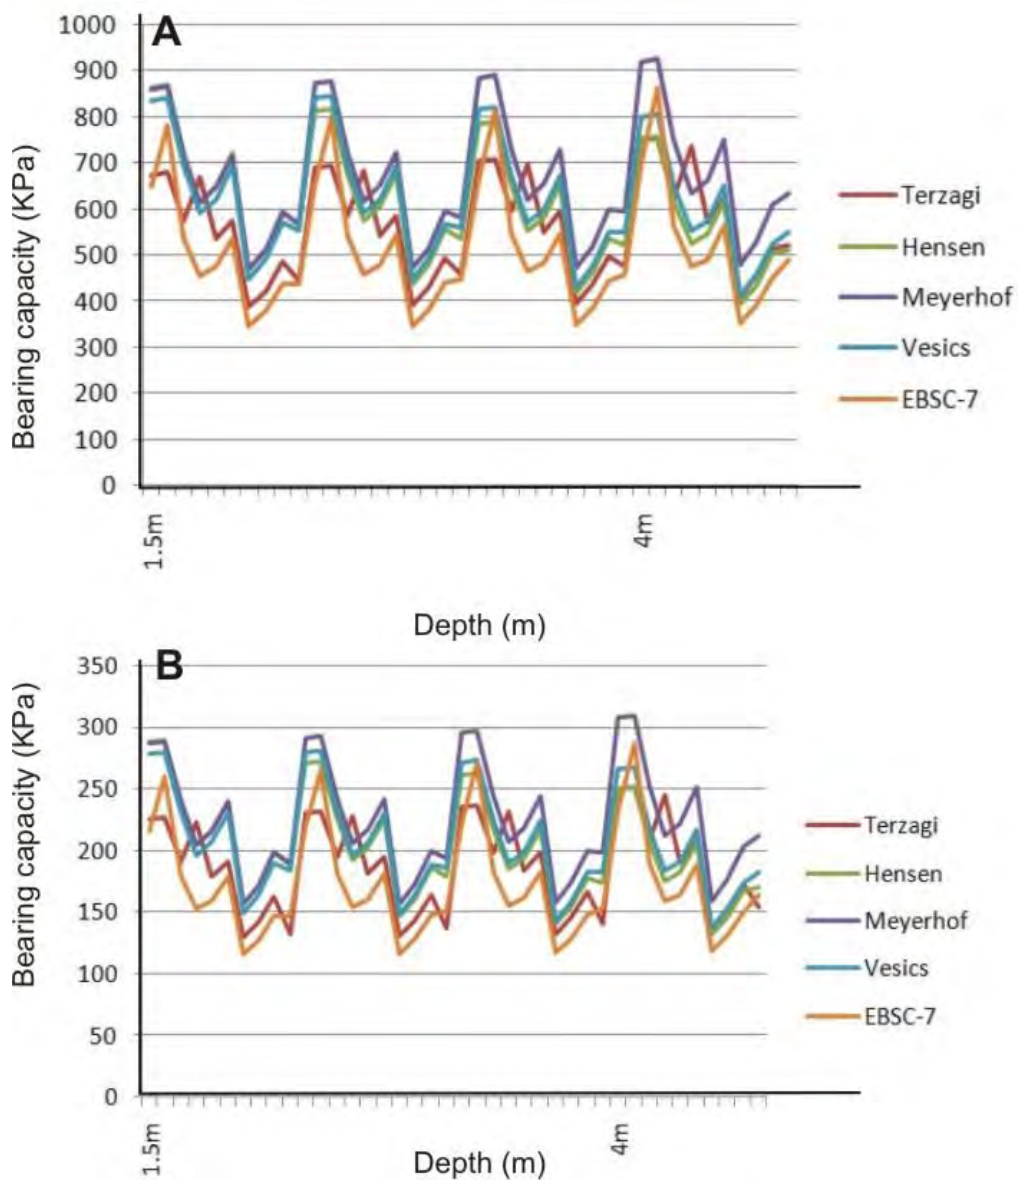 A
1000
900
800
700
600
500
400
300
200
100
0
Bearing capacity (KPa)
1.5m
4m
Depth (m)
Terzagi
Hensen
Meyerhof
Vesics
EBSC-7
B
350
300
250
200
150
100
50
0
Bearing capacity (KPa)
1.5m
4m
Depth (m)
Terzagi
Hensen
Meyerhof
Vesics
EBSC-7